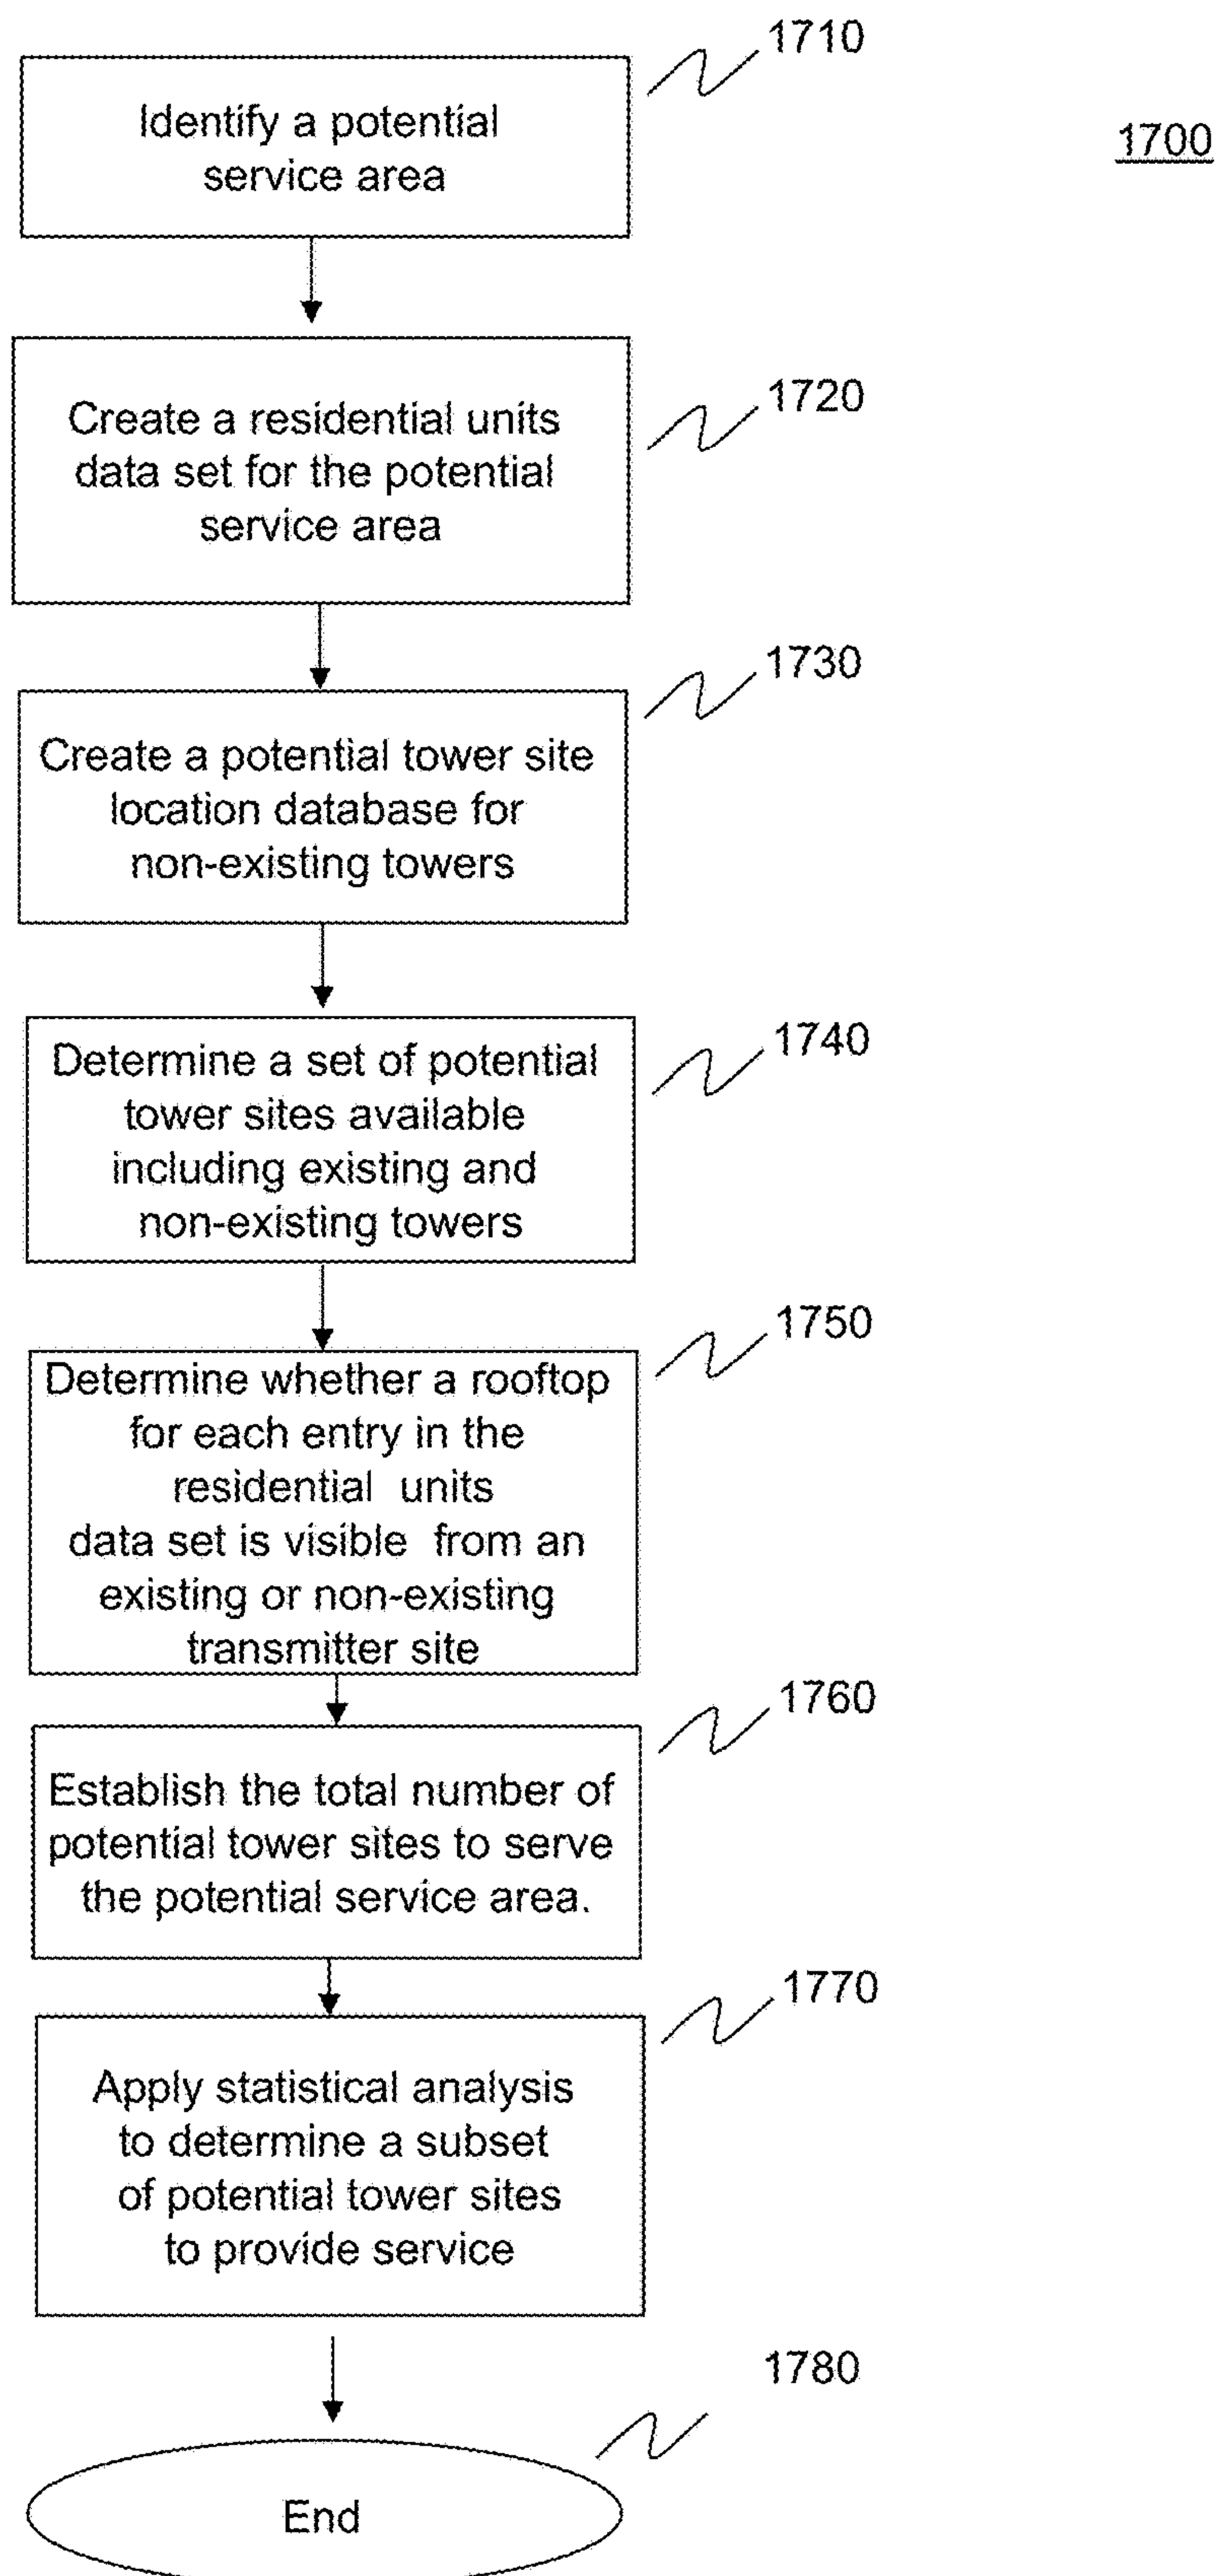 1710
1700
Identify a potential
service area
1720
Create a residential units
data set for the potential
service area
1730
Create a potential tower site
location database for
non-existing towers
1740
Determine a set of potential
tower sites available
including existing and
non-existing towers
1750
Determine whether a rooftop
for each entry in the
residential units
data set is visible from an
existing or non-existing
transmitter site
1760
Establish the total number of
potential tower sites to serve
the potential service area.
1770
Apply statistical analysis
to determine a subset
of potential tower sites
to provide service
1780
End